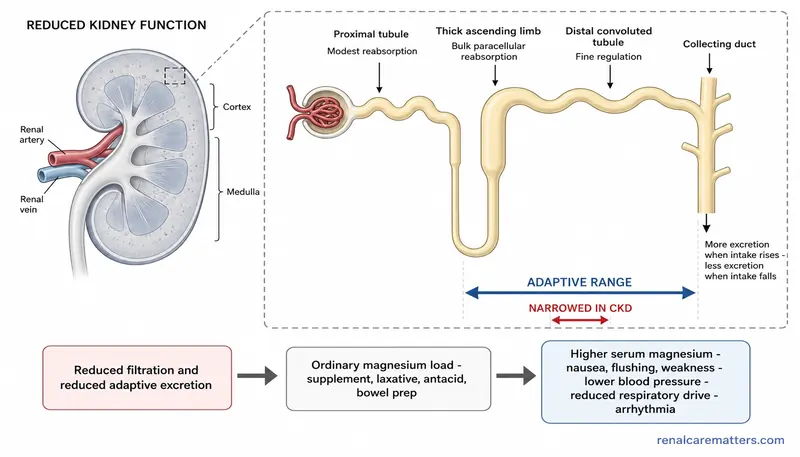 REDUCED KIDNEY FUNCTION
Renal
artery
Renal
vein
Cortex
Medulla
Proximal tubule
Modest reabsorption
Thick ascending limb
Bulk paracellular
reabsorption
Distal convoluted
tubule
Fine regulation
Collecting duct
More excretion
when intake rises -
less excretion
when intake falls
ADAPTIVE RANGE
NARROWED IN CKD
Reduced filtration and
reduced adaptive excretion
Ordinary magnesium load -
supplement, laxative, antacid,
bowel prep
Higher serum magnesium -
nausea, flushing, weakness -
lower blood pressure -
reduced respiratory drive -
arrhythmia
renalcarematters.com